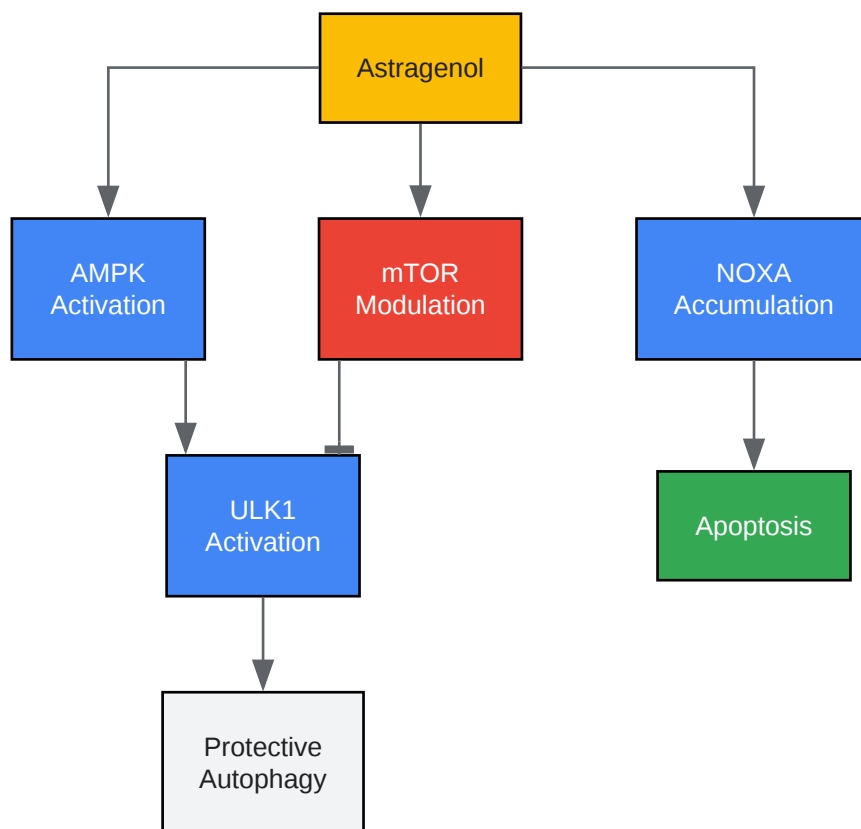 Astragenol
AMPK
Activation
mTOR
Modulation
NOXA
Accumulation
ULK1
Activation
Apoptosis
Protective
Autophagy